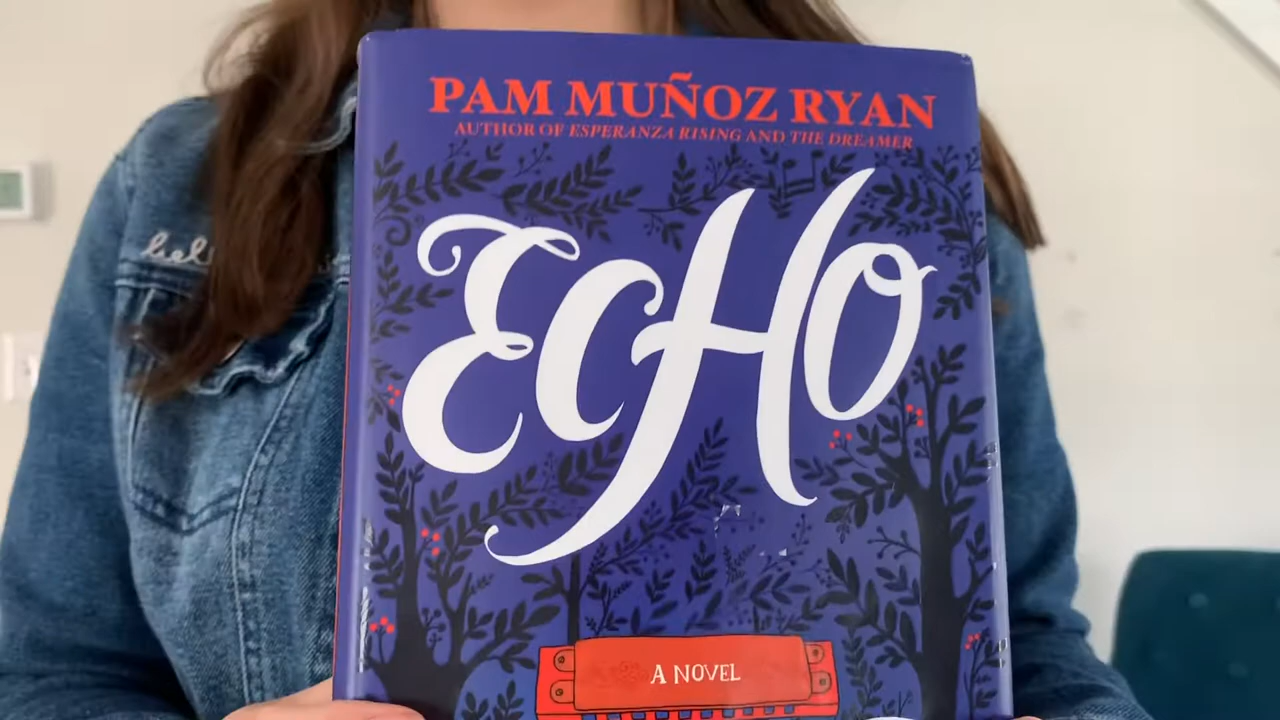 PAM MUÑOZ RYAN
AUTHOR OF ESPERANZA RISING AND THE DREAMER
ECHO
A NOVEL